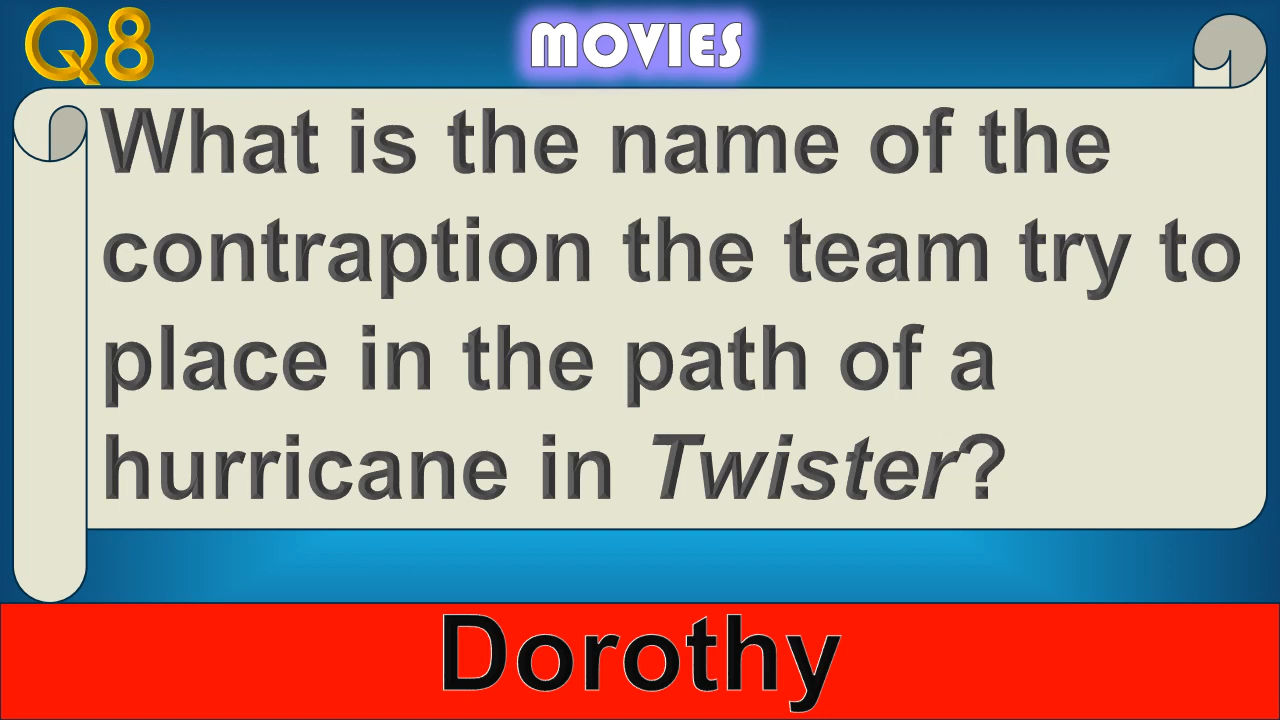 Q8
MOVIES
What is the name of the
contraption the team try to
place in the path of a
hurricane in Twister?
Dorothy